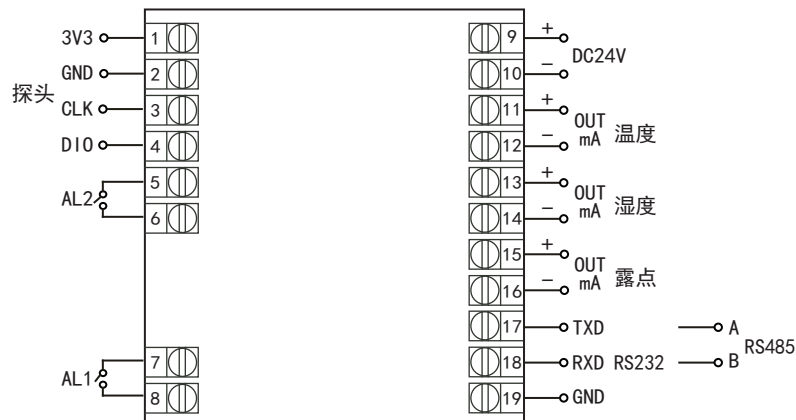 3V3 1
GND 2
探头
CLK 3
DIO 4
5
AL2
6
7
AL1
8
9 +
DC24V
10 −
11 +
OUT
mA 温度
12 −
13 +
OUT
mA 湿度
14 −
15 +
OUT
mA 露点
16 −
17 TXD A
RS485
18 RXD RS232 B
19 GND